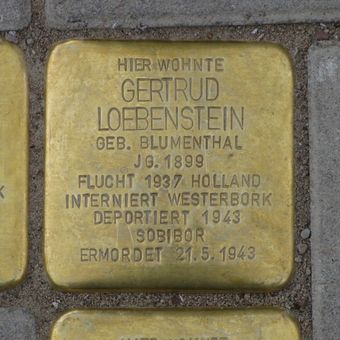 HIER WOHNTE
GERTRUD
LOEBENSTEIN
GEB. BLUMENTHAL
JG. 1899
FLUCHT 1937 HOLLAND
INTERNIERT WESTERBORK
DEPORTIERT 1943
SOBIBOR
ERMORDET 21.5.1943